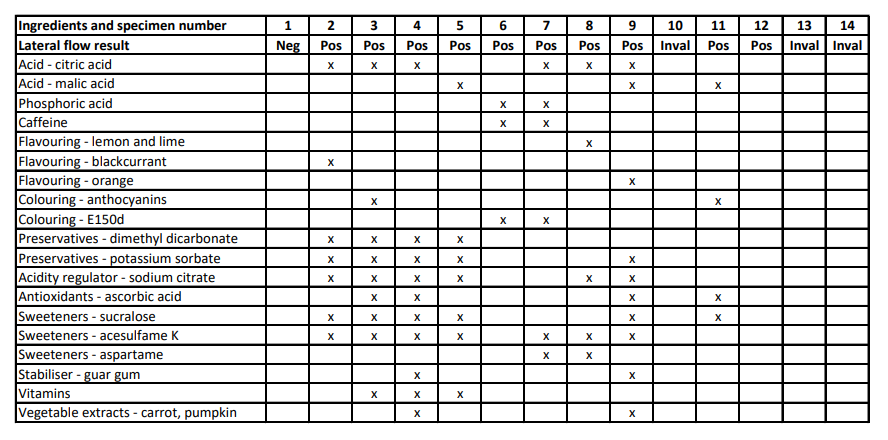 Ingredients and specimen number 1 2 3 4 5 6 7 8 9 10 11 12 13 14
Lateral flow result Neg Pos Pos Pos Pos Pos Pos Pos Pos Inval Pos Pos Inval Inval
Acid - citric acid x x x x x x
Acid - malic acid x x x
Phosphoric acid x x
Caffeine x x
Flavouring - lemon and lime x
Flavouring - blackcurrant x
Flavouring - orange x
Colouring - anthocyanins x x
Colouring - E150d x x
Preservatives - dimethyl dicarbonate x x x x
Preservatives - potassium sorbate x x x x x
Acidity regulator - sodium citrate x x x x x x
Antioxidants - ascorbic acid x x x x
Sweeteners - sucralose x x x x x x
Sweeteners - acesulfame K x x x x x x x
Sweeteners - aspartame x x
Stabiliser - guar gum x x
Vitamins x x x
Vegetable extracts - carrot, pumpkin x x